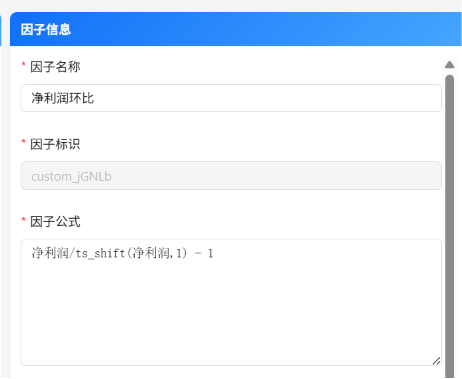 因子信息
* 因子名称
净利润环比
* 因子标识
custom_jGNLb
* 因子公式
净利润/ts_shift(净利润,1) - 1